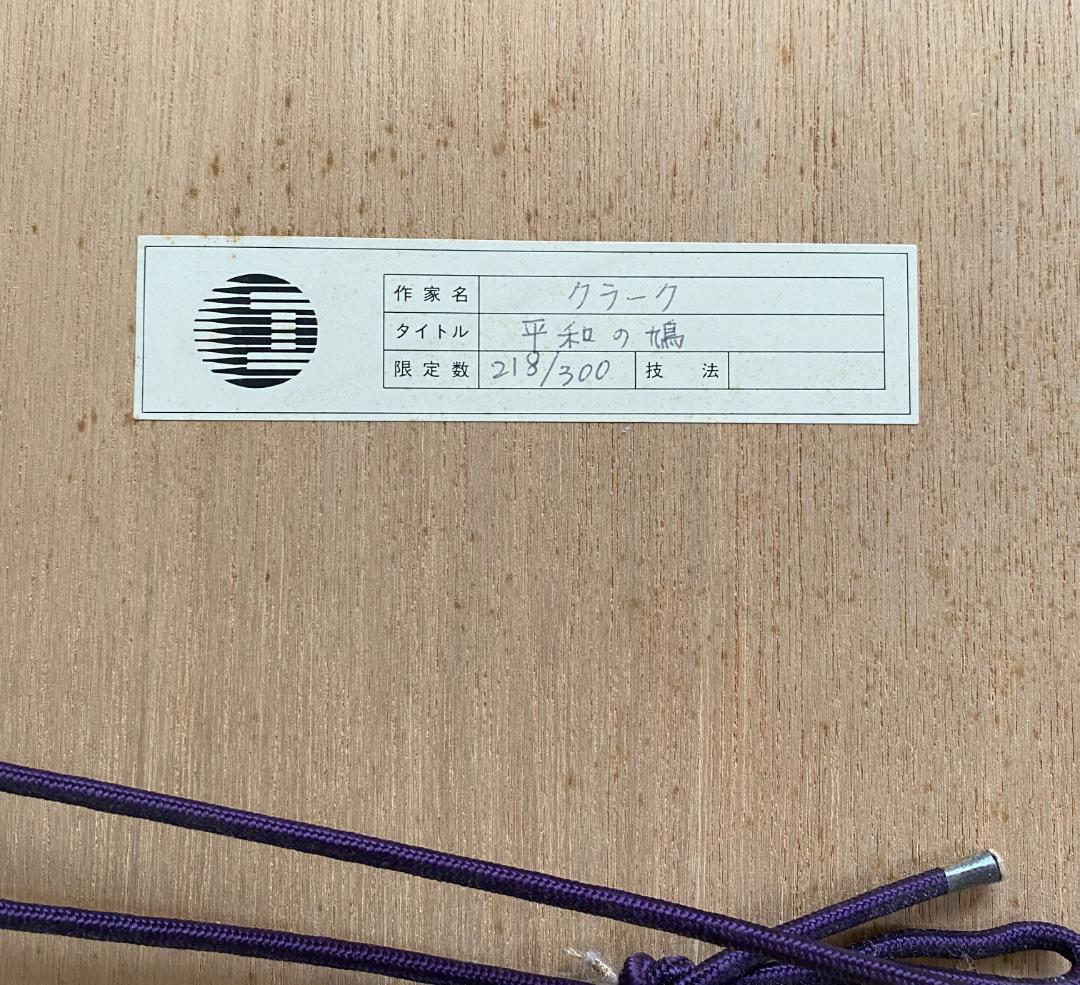 作家名 クラーク
タイトル 平和の鳩
限定数 218/300 技法